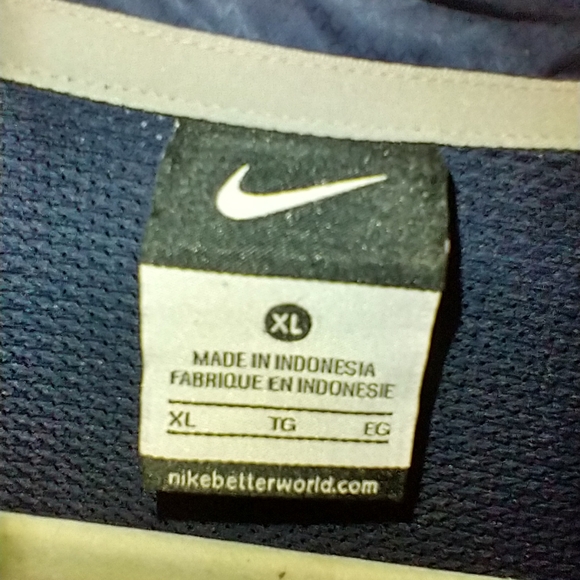 XL
MADE IN INDONESIA
FABRIQUE EN INDONESIE
XL TG EG
nikebetterworld.com